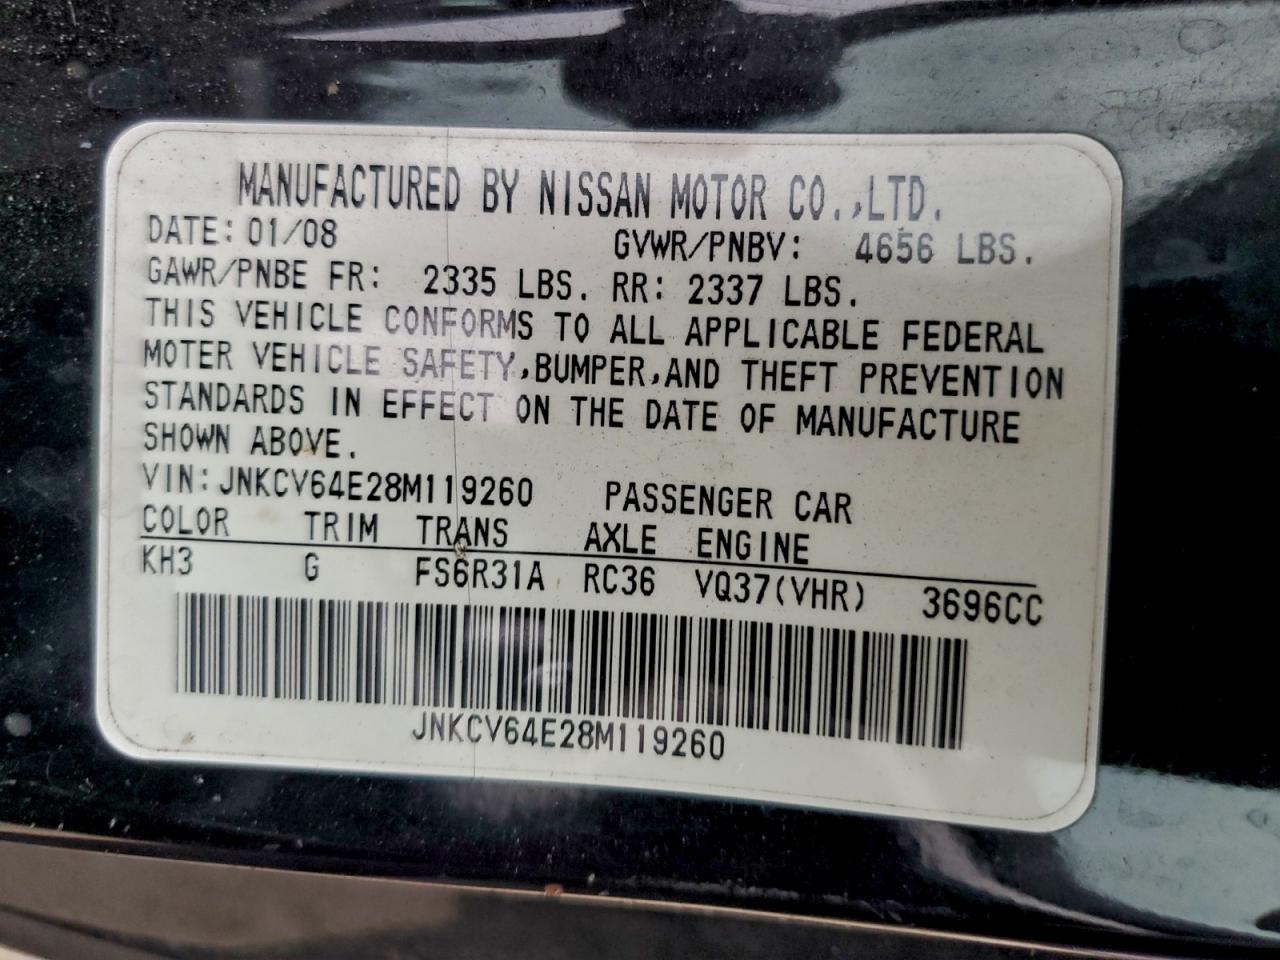 MANUFACTURED BY NISSAN MOTOR CO.,LTD.
DATE: 01/08 GVWR/PNBV: 4656 LBS.
GAWR/PNBE FR: 2335 LBS. RR: 2337 LBS.
THIS VEHICLE CONFORMS TO ALL APPLICABLE FEDERAL
MOTER VEHICLE SAFETY,BUMPER,AND THEFT PREVENTION
STANDARDS IN EFFECT ON THE DATE OF MANUFACTURE
SHOWN ABOVE.
VIN: JNKCV64E28M119260 PASSENGER CAR
COLOR TRIM TRANS AXLE ENGINE
KH3 G FS6R31A RC36 VQ37(VHR) 3696CC
JNKCV64E28M119260